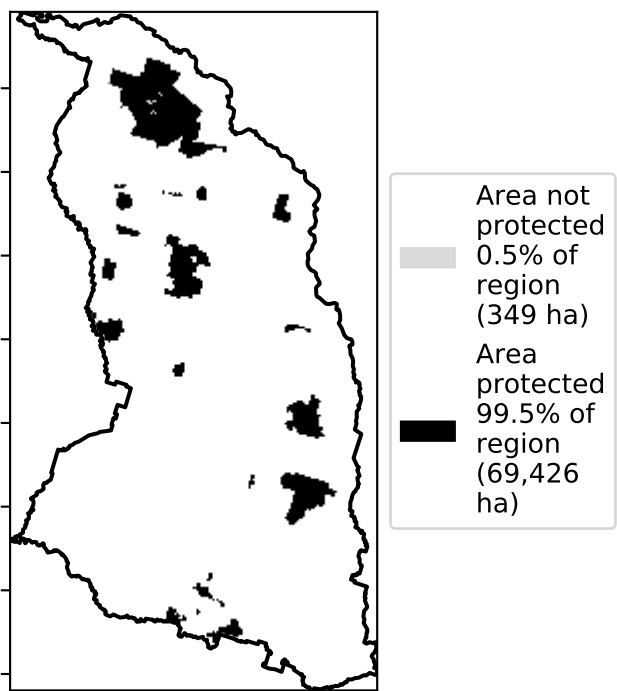 Area not
protected
0.5% of
region
(349 ha)
Area
protected
99.5% of
region
(69,426
ha)